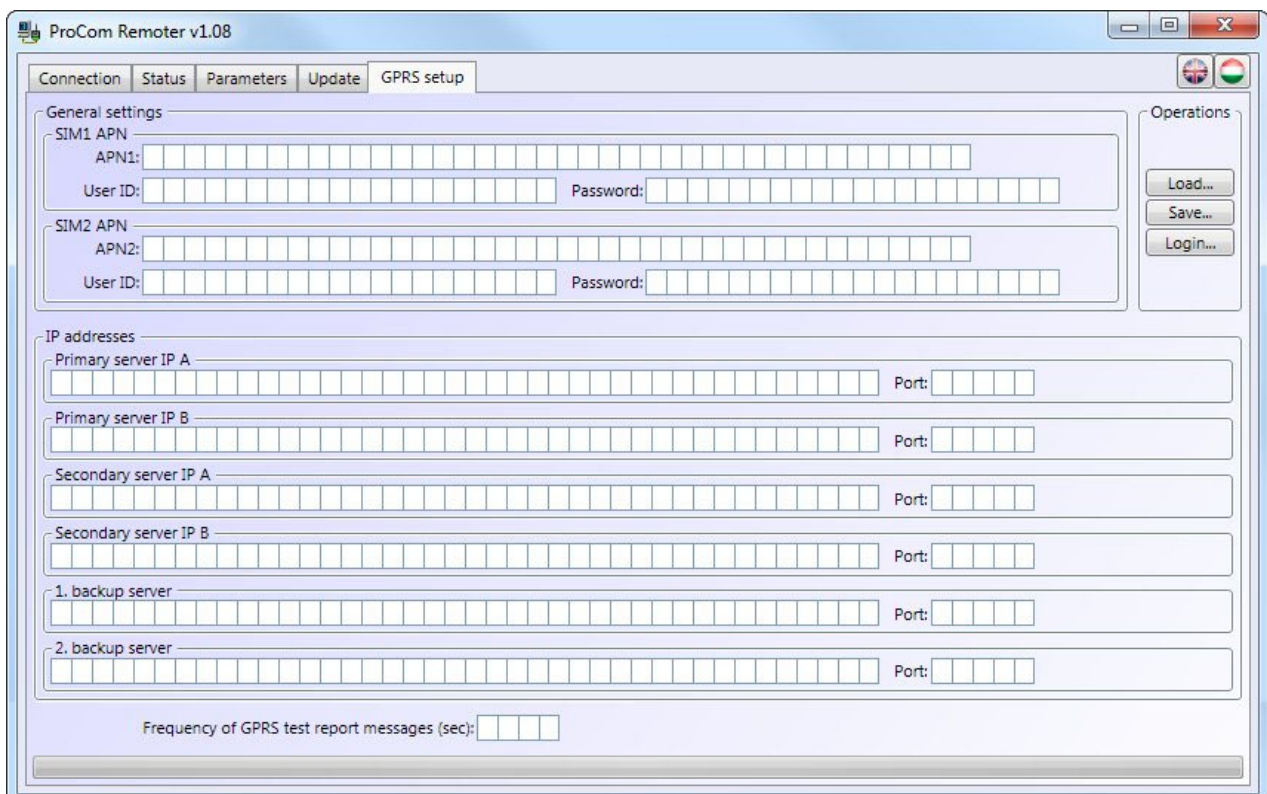 ProCom Remoter v1.08
Connection Status Parameters Update GPRS setup
General settings
Operations
SIM1 APN
APN1:
User ID: Password:
Load...
Save...
SIM2 APN
Login...
APN2:
User ID: Password:
IP addresses
Primary server IP A
Port:
Primary server IP B
Port:
Secondary server IP A
Port:
Secondary server IP B
Port:
1. backup server
Port:
2. backup server
Port:
Frequency of GPRS test report messages (sec):